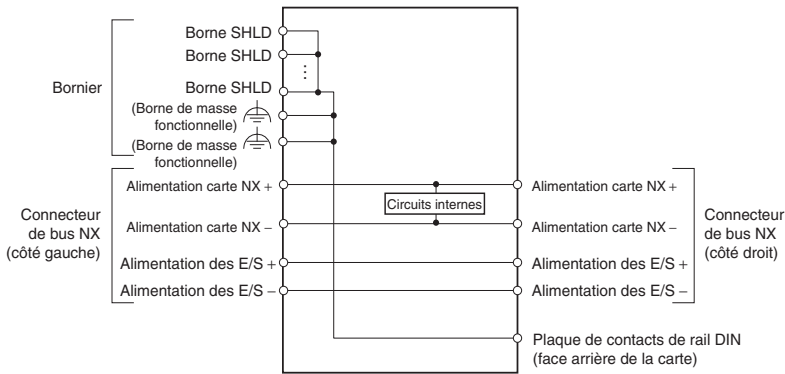 Borne SHLD
Borne SHLD
⋮
Borne SHLD
Bornier
(Borne de masse
fonctionnelle)
(Borne de masse
fonctionnelle)
Alimentation carte NX +
Alimentation carte NX +
Circuits internes
Connecteur
de bus NX
(côté gauche)
Alimentation carte NX –
Alimentation carte NX –
Connecteur
de bus NX
(côté droit)
Alimentation des E/S +
Alimentation des E/S +
Alimentation des E/S –
Alimentation des E/S –
Plaque de contacts de rail DIN
(face arrière de la carte)